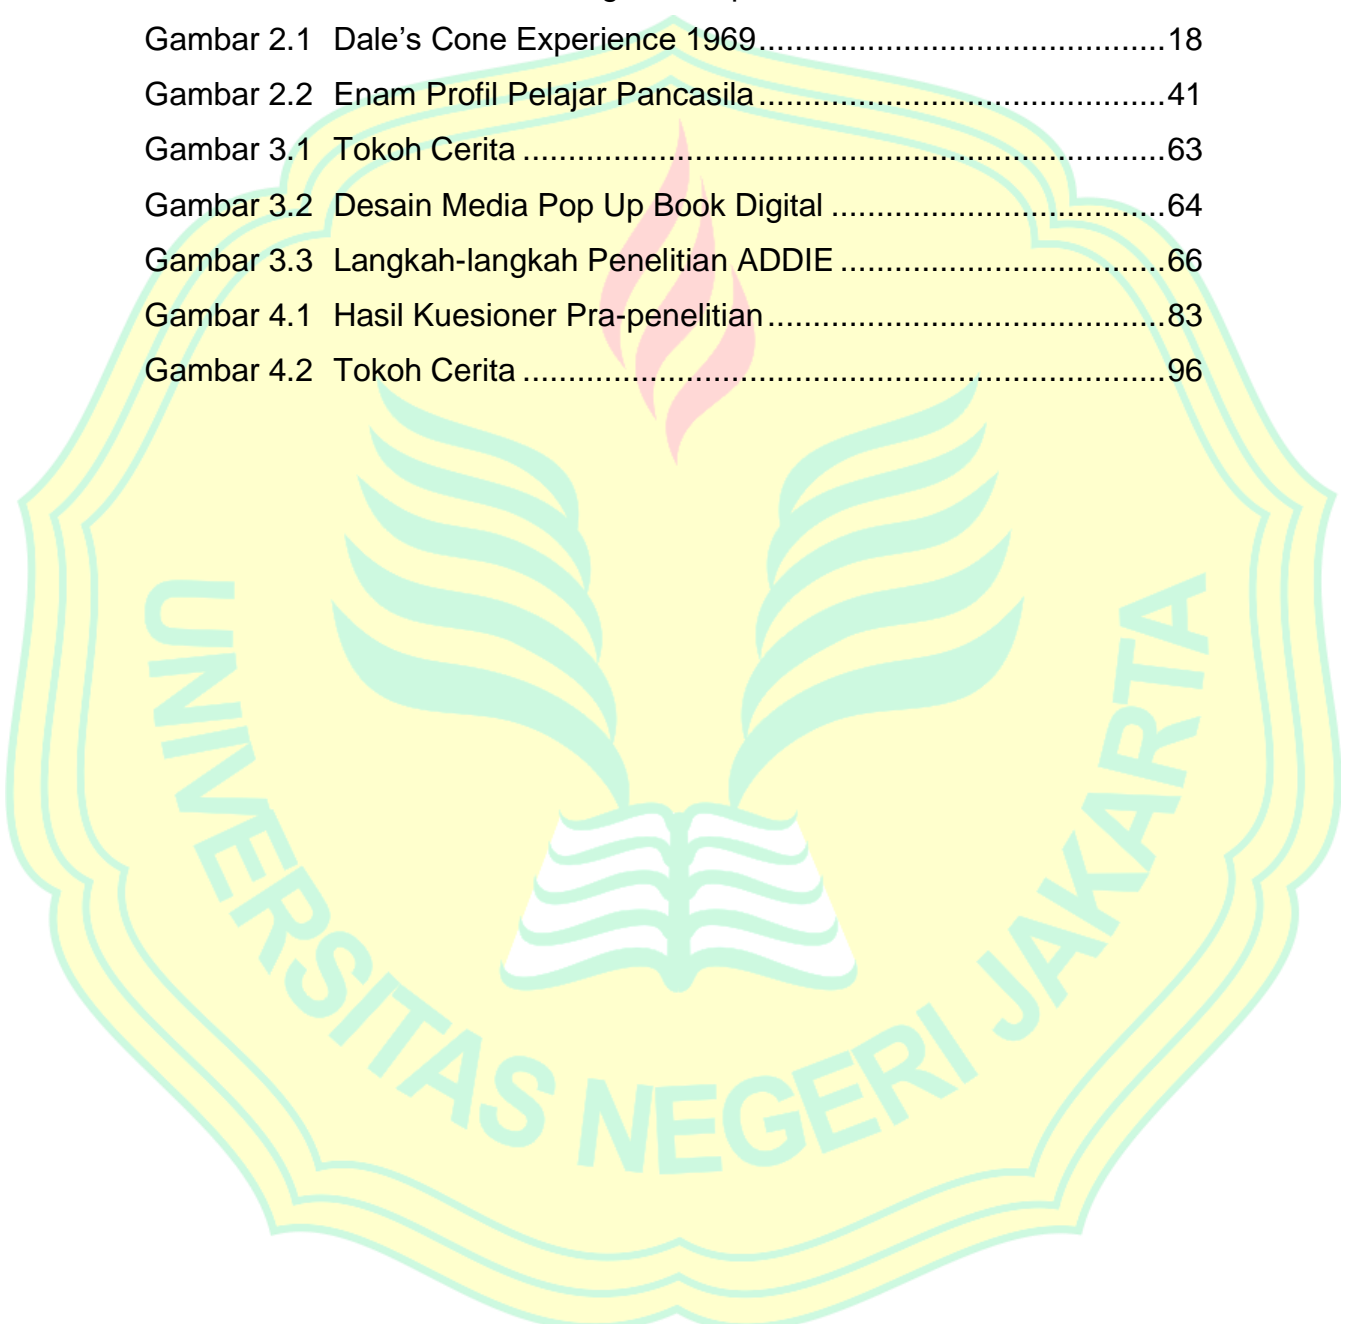 Gambar 2.1 Dale's Cone Experience 1969..............................................18
Gambar 2.2 Enam Profil Pelajar Pancasila..............................................41
Gambar 3.1 Tokoh Cerita........................................................................63
Gambar 3.2 Desain Media Pop Up Book Digital.....................................64
Gambar 3.3 Langkah-langkah Penelitian ADDIE....................................66
Gambar 4.1 Hasil Kuesioner Pra-penelitian............................................83
Gambar 4.2 Tokoh Cerita........................................................................96
UNIVERSITAS NEGERI JAKARTA